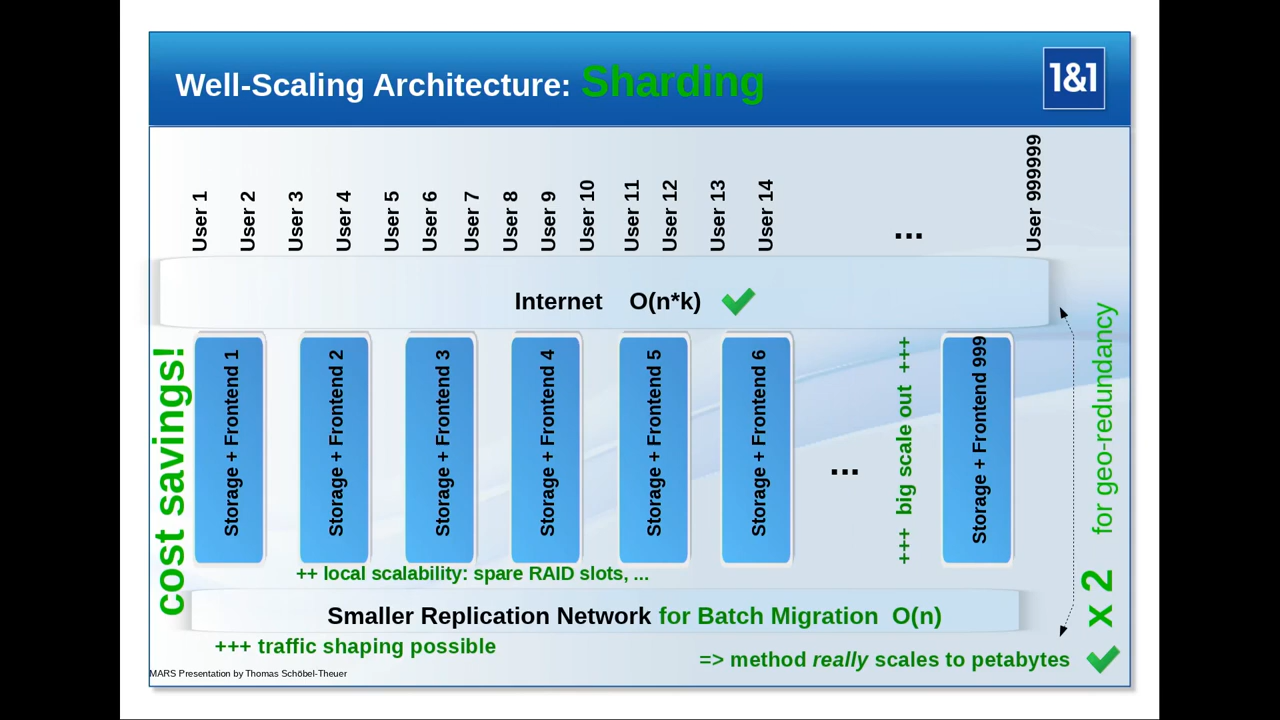 Well-Scaling Architecture: Sharding
1&1
User 1
User 2
User 3
User 4
User 5
User 6
User 7
User 8
User 9
User 10
User 11
User 12
User 13
User 14
...
User 999999
Internet O(n*k)
cost savings!
Storage + Frontend 1
Storage + Frontend 2
Storage + Frontend 3
Storage + Frontend 4
Storage + Frontend 5
Storage + Frontend 6
...
+++ big scale out +++
Storage + Frontend 999
x 2 for geo-redundancy
++ local scalability: spare RAID slots, ...
Smaller Replication Network for Batch Migration O(n)
+++ traffic shaping possible
=> method really scales to petabytes
MARS Presentation by Thomas Schöbel-Theuer